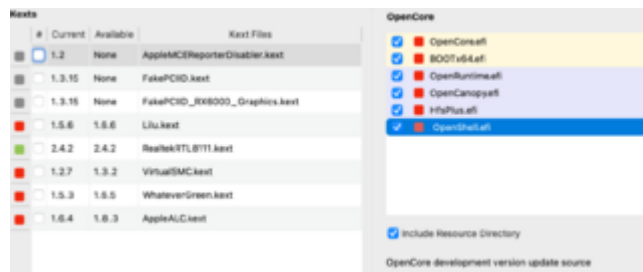 Kexts
# Current Available Kext Files
1.2 None AppleMCEReporterDisabler.kext
1.3.15 None FakePCIID.kext
1.3.15 None FakePCIID_RX6000_Graphics.kext
1.5.6 1.6.6 Lilu.kext
2.4.2 2.4.2 RealtekRTL8111.kext
1.2.7 1.3.2 VirtualSMC.kext
1.5.3 1.6.5 WhateverGreen.kext
1.6.4 1.8.3 AppleALC.kext
OpenCore
OpenCore.efi
BOOTx64.efi
OpenRuntime.efi
OpenCanopy.efi
HfsPlus.efi
OpenShell.efi
Include Resource Directory
OpenCore development version update source